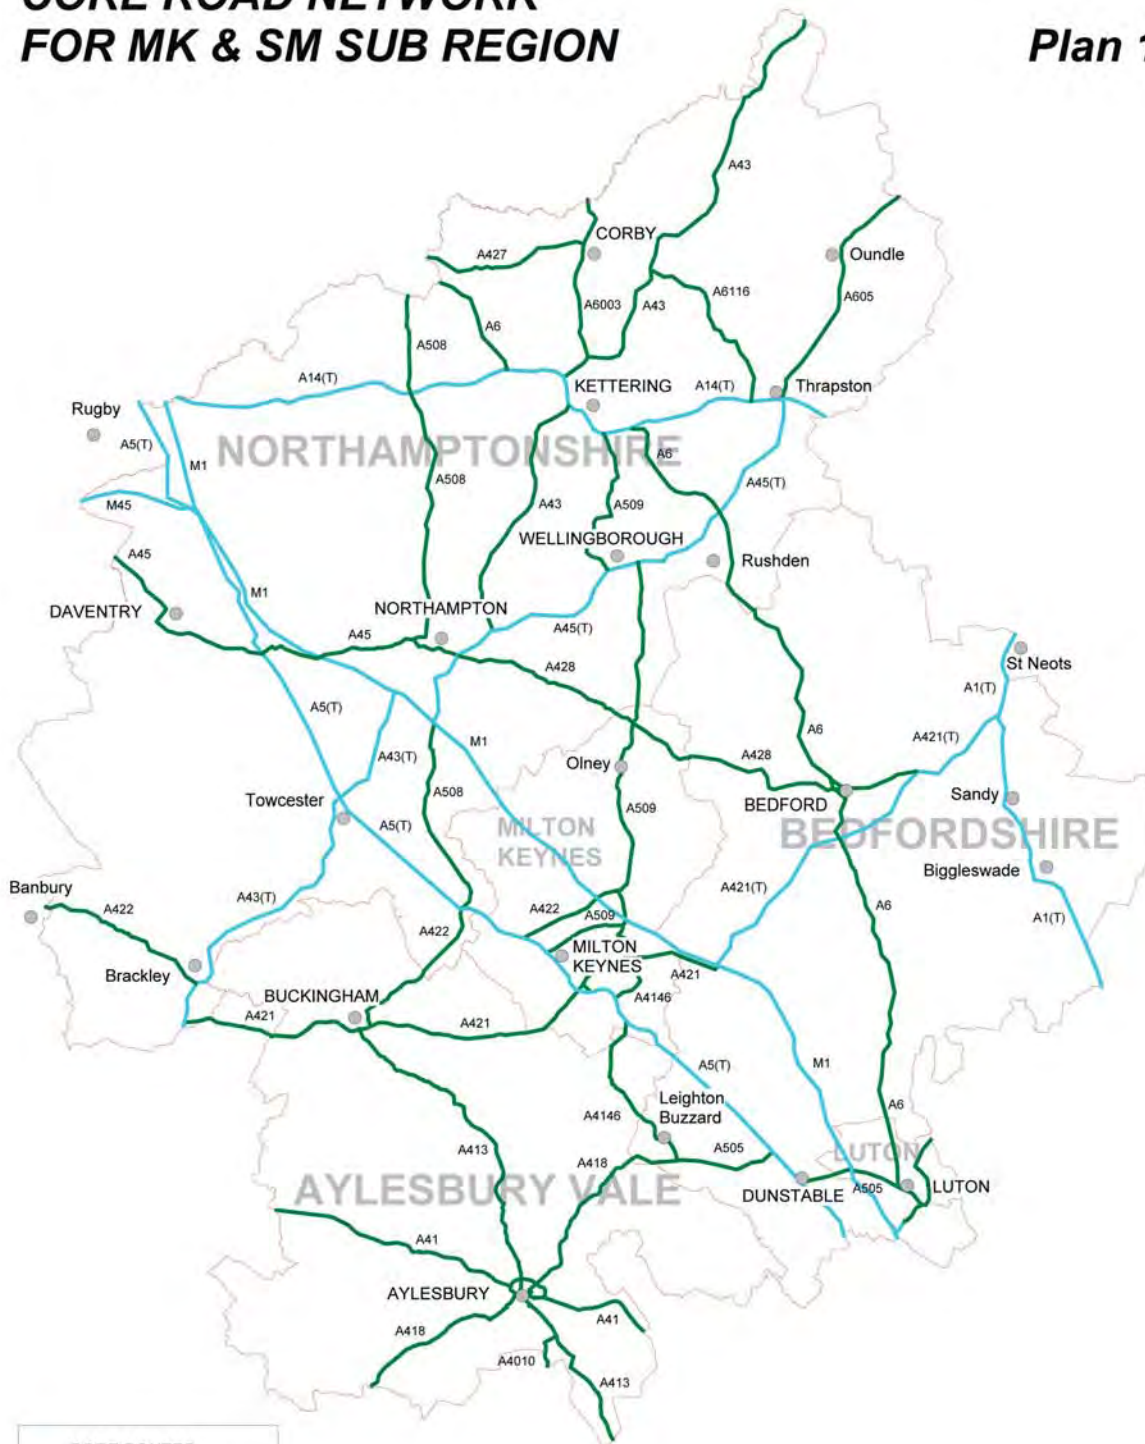 CORE ROAD NETWORK
FOR MK & SM SUB REGION
Plan 1
A43
CORBY
A427
Oundle
A6003
A43
A6116
A605
A6
A508
A14(T)
KETTERING
A14(T)
Thrapston
Rugby
A5(T)
M1
NORTHAMPTONSHIRE
A6
A508
A43
A509
A45(T)
M45
WELLINGBOROUGH
Rushden
A45
M1
DAVENTRY
NORTHAMPTON
A45
A45(T)
A428
St Neots
A1(T)
A5(T)
A6
A421(T)
M1
A43(T)
A428
Olney
Towcester
A508
A509
BEDFORD
Sandy
A5(T)
MILTON
KEYNES
BEDFORDSHIRE
Biggleswade
Banbury
A422
A43(T)
A421(T)
A6
A422
A509
A1(T)
A422
MILTON
KEYNES
Brackley
A421
BUCKINGHAM
A4146
A421
A421
A5(T)
M1
Leighton
Buzzard
A4146
A6
A413
A505
LUTON
A418
AYLESBURY VALE
DUNSTABLE
A505
LUTON
A41
AYLESBURY
A41
A418
A4010
A413